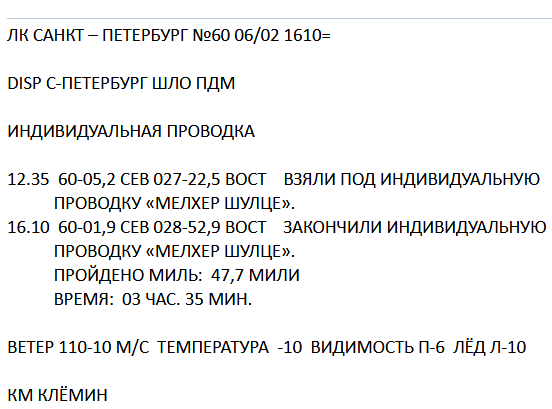 ЛК САНКТ – ПЕТЕРБУРГ №60 06/02 1610=
DISP С-ПЕТЕРБУРГ ШЛО ПДМ
ИНДИВИДУАЛЬНАЯ ПРОВОДКА
12.35 60-05,2 СЕВ 027-22,5 ВОСТ ВЗЯЛИ ПОД ИНДИВИДУАЛЬНУЮ
ПРОВОДКУ «МЕЛХЕР ШУЛЦЕ».
16.10 60-01,9 СЕВ 028-52,9 ВОСТ ЗАКОНЧИЛИ ИНДИВИДУАЛЬНУЮ
ПРОВОДКУ «МЕЛХЕР ШУЛЦЕ».
ПРОЙДЕНО МИЛЬ: 47,7 МИЛИ
ВРЕМЯ: 03 ЧАС. 35 МИН.
ВЕТЕР 110-10 М/С ТЕМПЕРАТУРА -10 ВИДИМОСТЬ П-6 ЛЁД Л-10
КМ КЛЁМИН